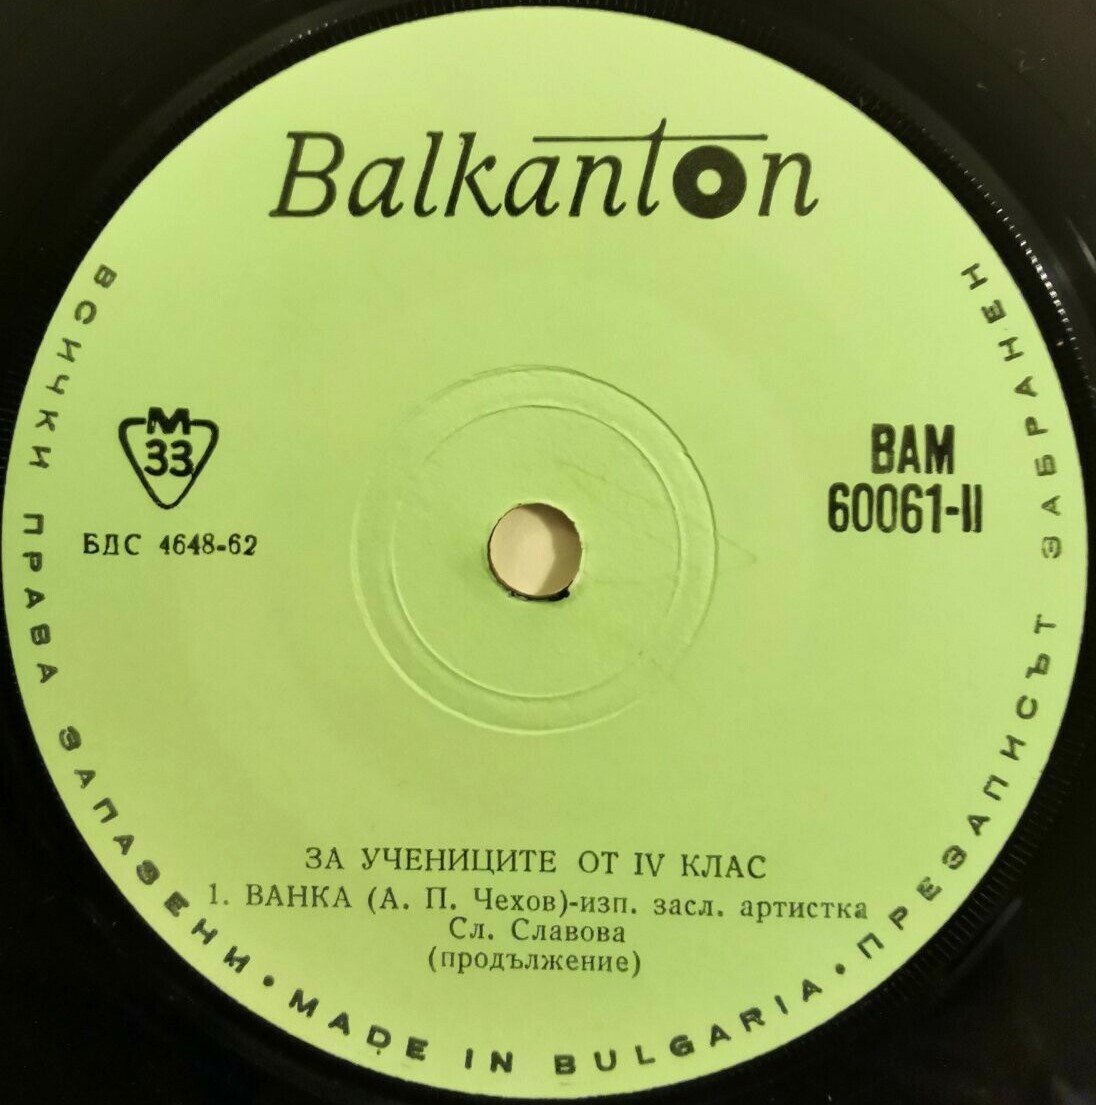 Balkanton
М
33
БДС 4648-62
ВАМ
60061-II
ЗА УЧЕНИЦИТЕ ОТ IV КЛАС
1. ВАНКА (А. П. Чехов)-изп. засл. артистка
Сл. Славова
(продължение)
ВСИЧКИ ПРАВА ЗАПАЗЕНИ • MADE IN BULGARIA • ПРЕЗАПИСЪТ ЗАБРАНЕН